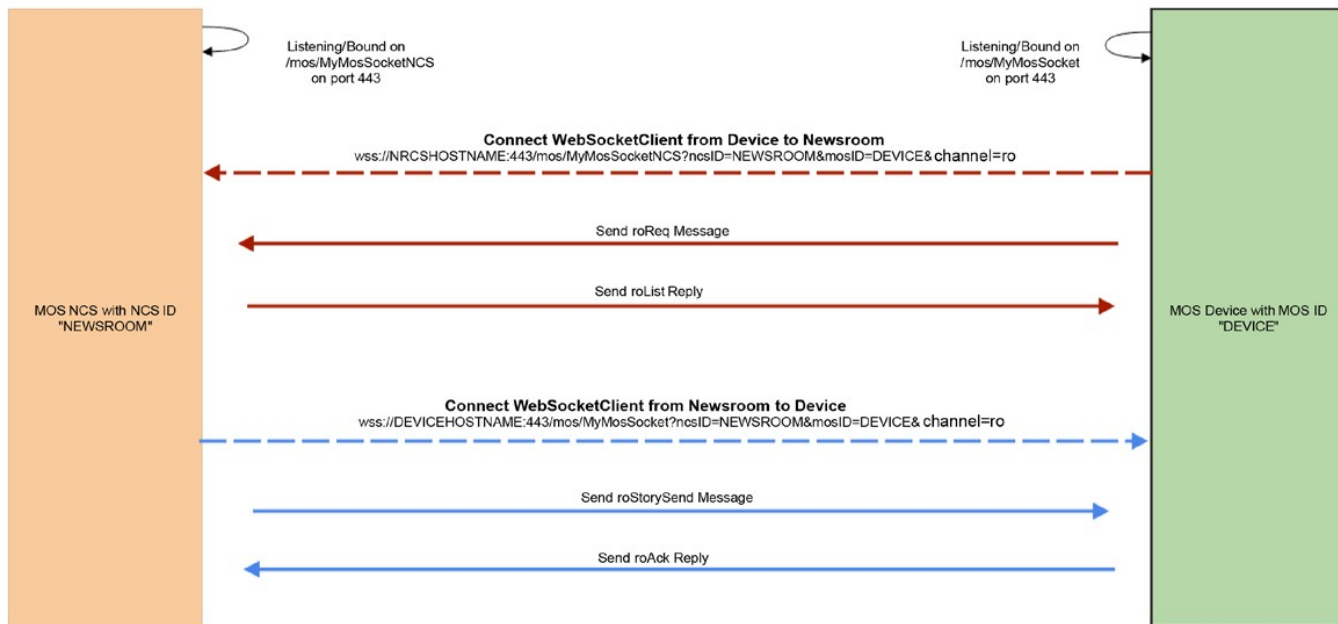 Listening/Bound on
/mos/MyMosSocketNCS
on port 443
Listening/Bound on
/mos/MyMosSocket
on port 443
Connect WebSocketClient from Device to Newsroom
wss://NRCSHOSTNAME:443/mos/MyMosSocketNCS?ncsID=NEWSROOM&mosID=DEVICE& channel=ro
Send roReq Message
Send roList Reply
MOS NCS with NCS ID
"NEWSROOM"
MOS Device with MOS ID
"DEVICE"
Connect WebSocketClient from Newsroom to Device
wss://DEVICEHOSTNAME:443/mos/MyMosSocket?ncsID=NEWSROOM&mosID=DEVICE& channel=ro
Send roStorySend Message
Send roAck Reply